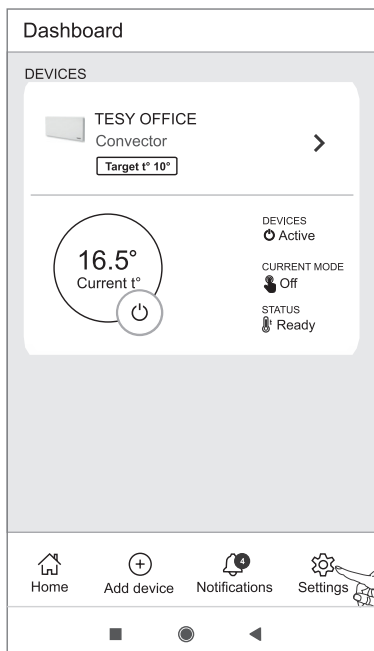 Dashboard
DEVICES
TESY OFFICE
Convector
Target t° 10°
16.5°
Current t°
DEVICES
Active
CURRENT MODE
Off
STATUS
t Ready
4
Home
Add device
Notifications
Settings